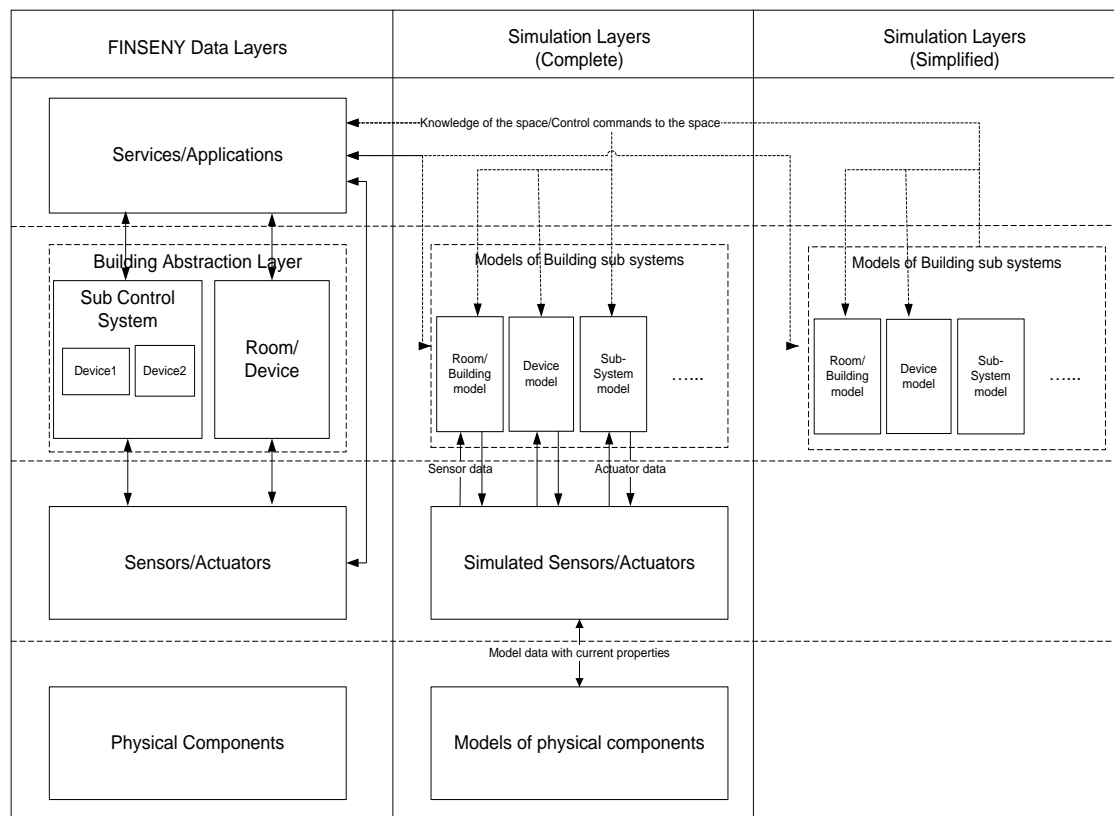 FINSENY Data Layers
Simulation Layers
(Complete)
Simulation Layers
(Simplified)
Knowledge of the space/Control commands to the space
Services/Applications
Building Abstraction Layer
Sub Control
System
Device1
Device2
Room/
Device
Models of Building sub systems
Room/
Building
model
Device
model
Sub-
System
model
…...
Models of Building sub systems
Room/
Building
model
Device
model
Sub-
System
model
…...
Sensor data
Actuator data
Sensors/Actuators
Simulated Sensors/Actuators
Model data with current properties
Physical Components
Models of physical components